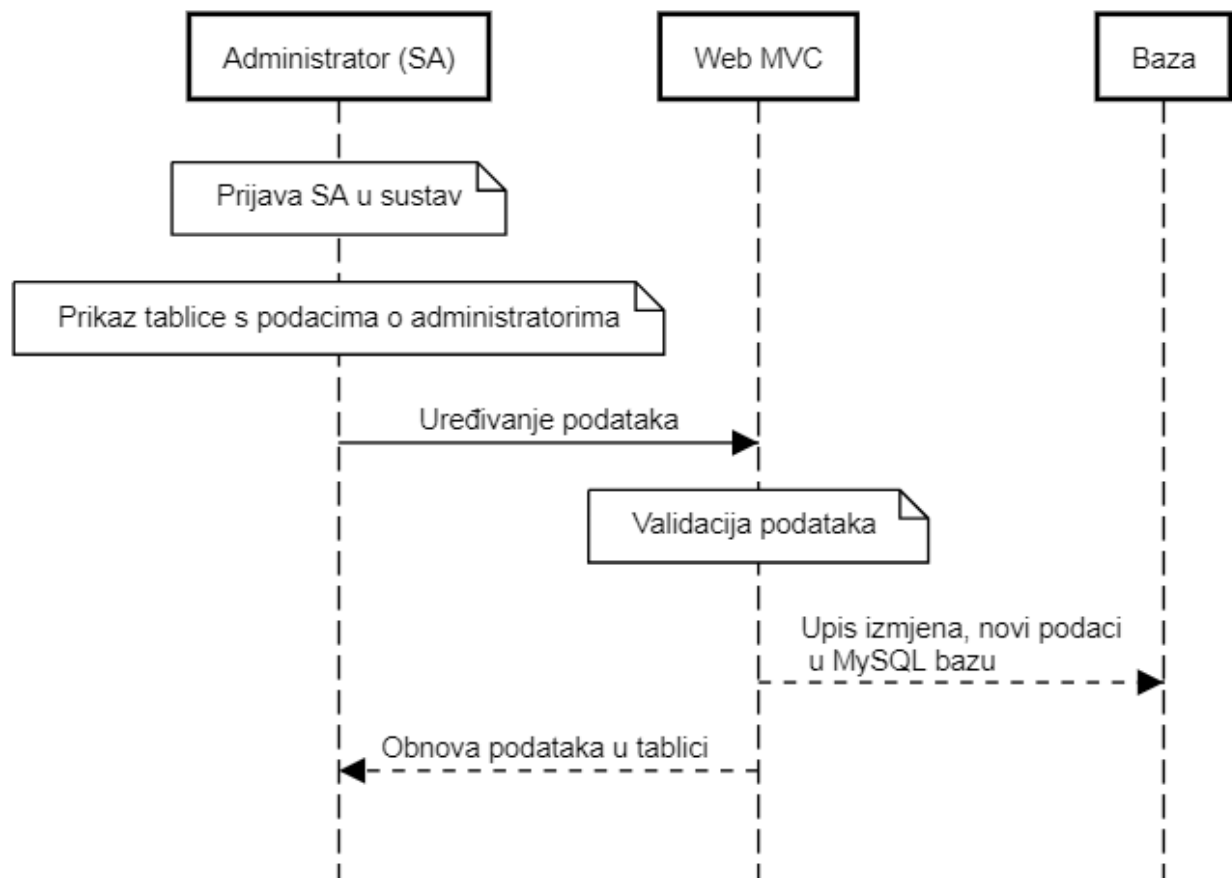 Administrator (SA)
Web MVC
Baza
Prijava SA u sustav
Prikaz tablice s podacima o administratorima
Uređivanje podataka
Validacija podataka
Upis izmjena, novi podaci
u MySQL bazu
Obnova podataka u tablici